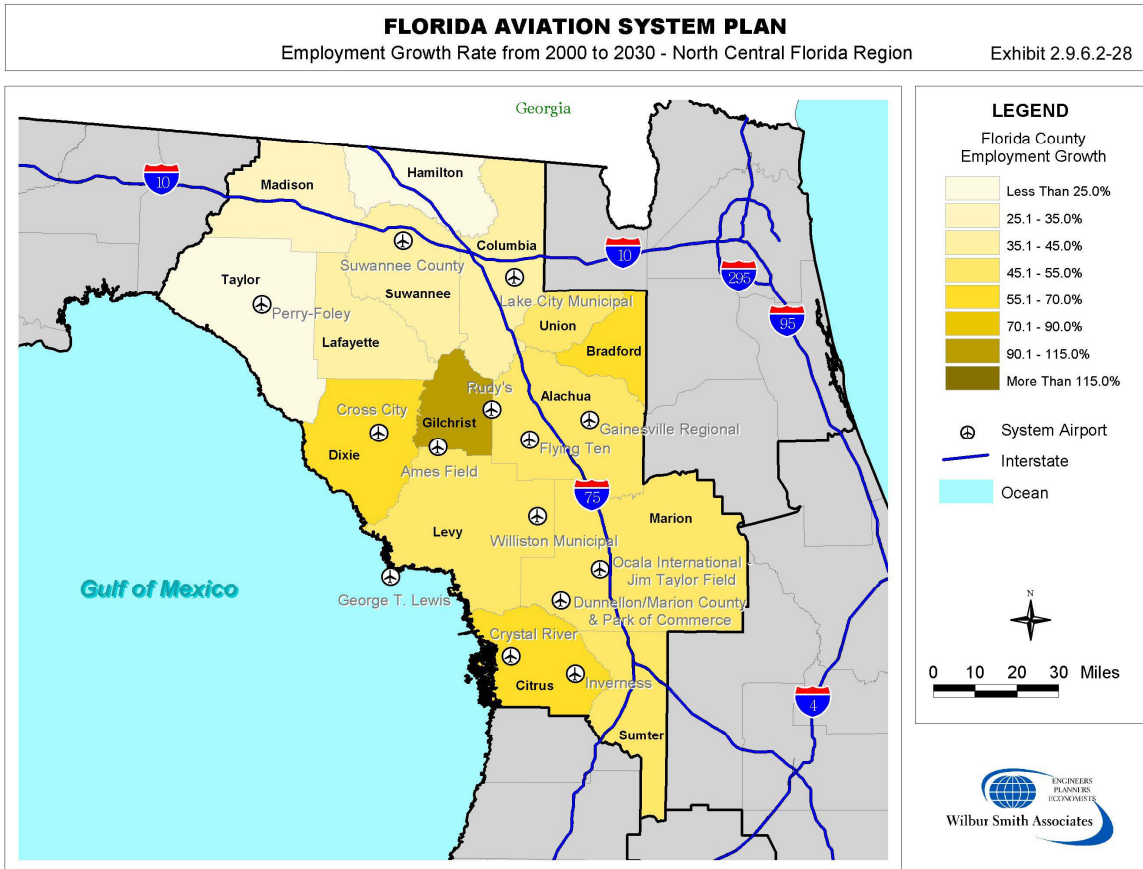 FLORIDA AVIATION SYSTEM PLAN
Employment Growth Rate from 2000 to 2030 - North Central Florida Region
Exhibit 2.9.6.2-28
Georgia
10
Madison
Hamilton
Columbia
Suwannee County
10
Taylor
Perry-Foley
Suwannee
Lake City Municipal
295
95
Union
Bradford
Lafayette
Rudy's
Alachua
Cross City
Gilchrist
Gainesville Regional
Flying Ten
Dixie
Ames Field
75
Marion
Levy
Williston Municipal
Ocala International
Jim Taylor Field
Gulf of Mexico
George T. Lewis
Dunnellon/Marion County
& Park of Commerce
Crystal River
Citrus
Inverness
4
Sumter
LEGEND
Florida County
Employment Growth
Less Than 25.0%
25.1 - 35.0%
35.1 - 45.0%
45.1 - 55.0%
55.1 - 70.0%
70.1 - 90.0%
90.1 - 115.0%
More Than 115.0%
System Airport
Interstate
Ocean
N
0 10 20 30 Miles
ENGINEERS
PLANNERS
ECONOMISTS
Wilbur Smith Associates